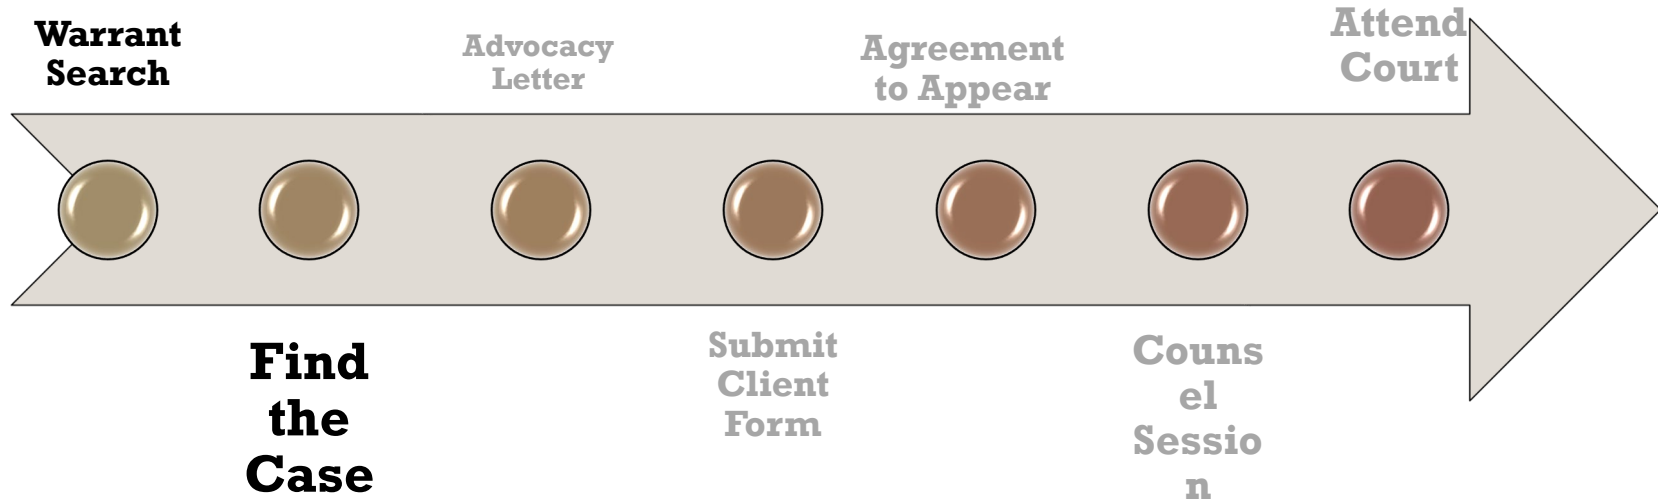 Warrant
Search
Find
the
Case
Advocacy
Letter
Submit
Client
Form
Agreement
to Appear
Couns
el
Sessio
n
Attend
Court